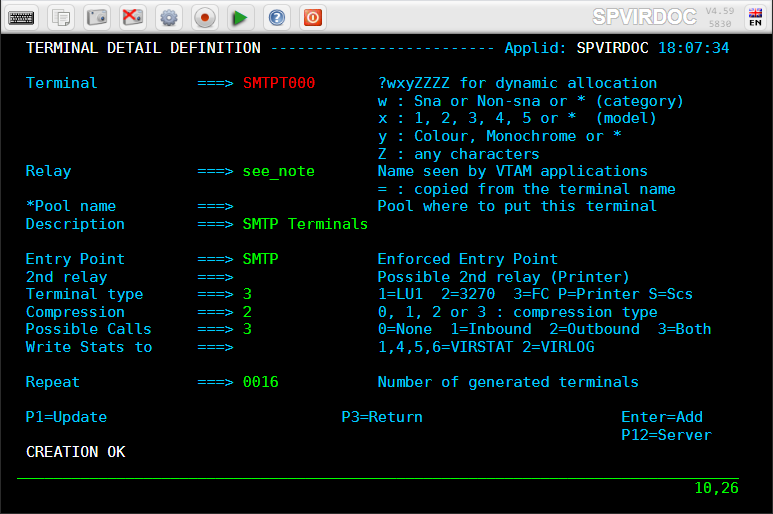 SPVIRDOC V4.59
5830
EN
TERMINAL DETAIL DEFINITION ------------------------- Applid: SPVIRDOC 18:07:34
Terminal ===> SMTPT000 ?wxyZZZZ for dynamic allocation
w : Sna or Non-sna or * (category)
x : 1, 2, 3, 4, 5 or * (model)
y : Colour, Monochrome or *
Z : any characters
Relay ===> see_note Name seen by VTAM applications
= : copied from the terminal name
*Pool name ===> Pool where to put this terminal
Description ===> SMTP Terminals
Entry Point ===> SMTP Enforced Entry Point
2nd relay ===> Possible 2nd relay (Printer)
Terminal type ===> 3 1=LU1 2=3270 3=FC P=Printer S=Scs
Compression ===> 2 0, 1, 2 or 3 : compression type
Possible Calls ===> 3 0=None 1=Inbound 2=Outbound 3=Both
Write Stats to ===> 1,4,5,6=VIRSTAT 2=VIRLOG
Repeat ===> 0016 Number of generated terminals
P1=Update P3=Return Enter=Add
P12=Server
CREATION OK
10,26